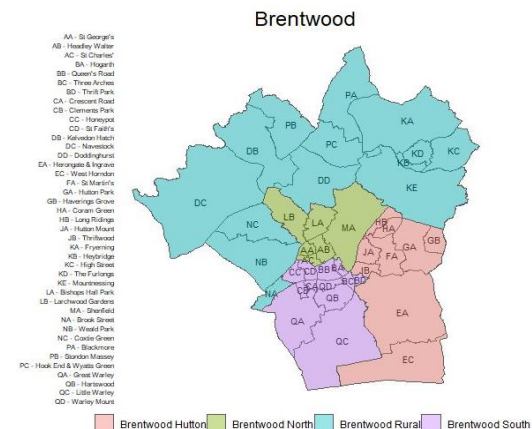 Brentwood
AA - St George's
AB - Headley Walter
AC - St Charles'
BA - Hogarth
BB - Queen's Road
BC - Three Arches
BD - Thrift Park
CA - Crescent Road
CB - Clements Park
CC - Honeypot
CD - St Faith's
DB - Kelvedon Hatch
DC - Navestock
DD - Doddinghurst
EA - Herongate & Ingrave
EC - West Horndon
FA - St Martin's
GA - Hutton Park
GB - Haverings Grove
HA - Coram Green
HB - Long Ridings
JA - Hutton Mount
JB - Thriftwood
KA - Fryerning
KB - Heybridge
KC - High Street
KD - The Furlongs
KE - Mountnessing
LA - Bishops Hall Park
LB - Larchwood Gardens
MA - Shenfield
NA - Brook Street
NB - Weald Park
NC - Coxtie Green
PA - Blackmore
PB - Stondon Massey
PC - Hook End & Wyatts Green
QA - Great Warley
QB - Hartswood
QC - Little Warley
QD - Warley Mount
PA
KA
PB
PC
KD
KC
KB
DB
DD
KE
DC
LB
LA
MA
HB
HA
NC
GB
GA
JA
FA
AA
AB
NB
CC
CD
BB
BA
JB
BC
BD
CA
QD
CB
QB
NA
QA
EA
QC
EC
Brentwood Hutton
Brentwood North
Brentwood Rural
Brentwood South